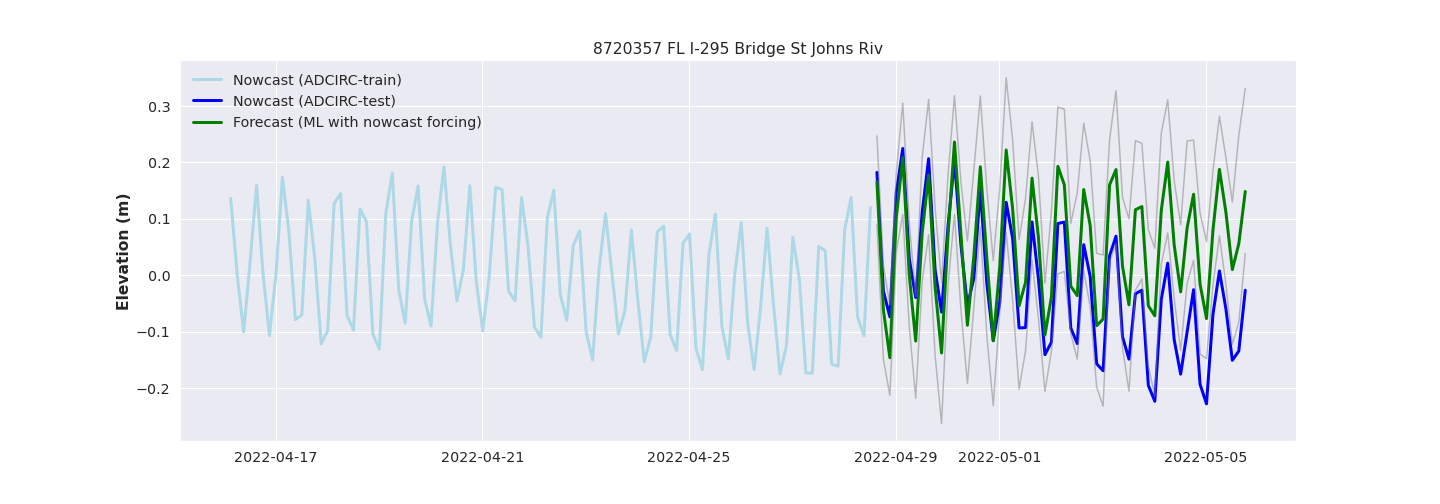 8720357 FL I-295 Bridge St Johns Riv
Nowcast (ADCIRC-train)
Nowcast (ADCIRC-test)
Forecast (ML with nowcast forcing)
Elevation (m)
0.3
0.2
0.1
0.0
−0.1
−0.2
2022-04-17 2022-04-21 2022-04-25 2022-04-29 2022-05-01 2022-05-05